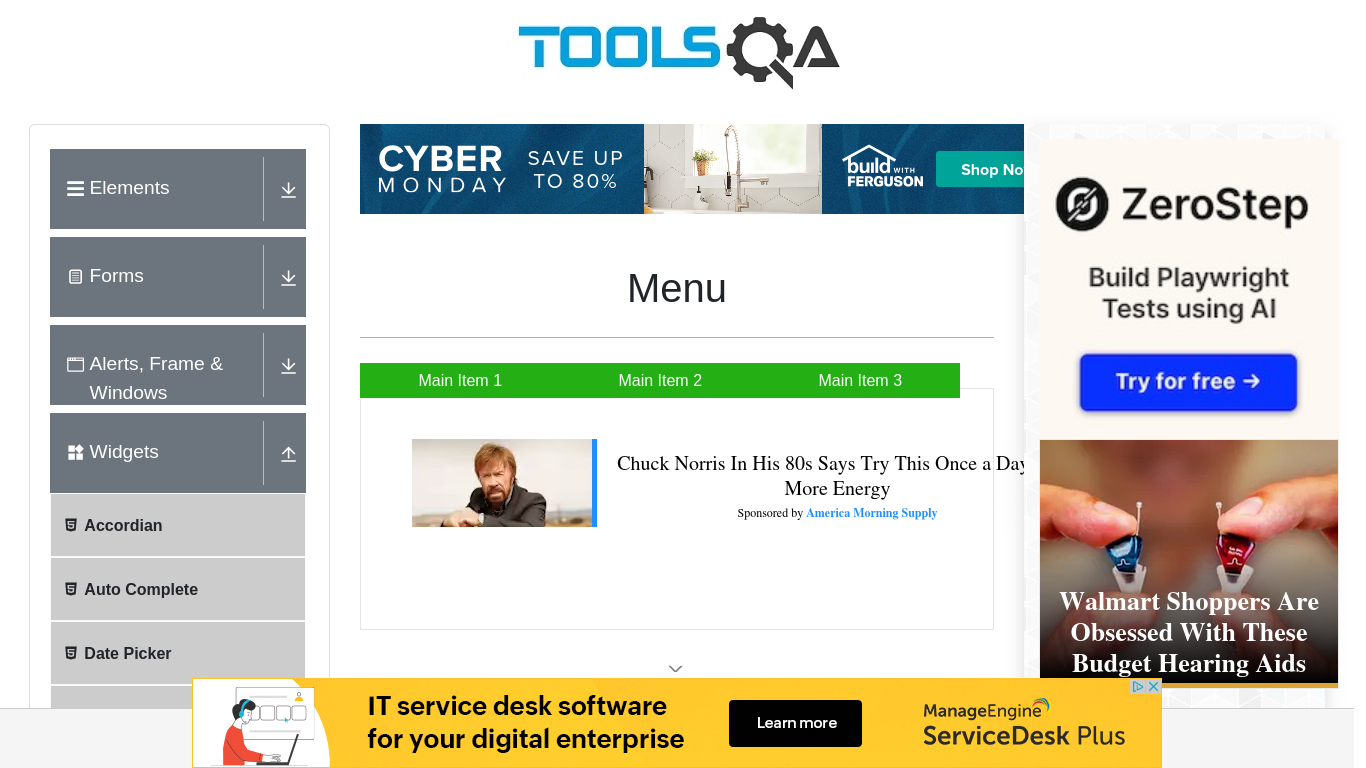 TOOLSQA
Elements
Forms
Alerts, Frame &
Windows
Widgets
Accordian
Auto Complete
Date Picker
CYBER
MONDAY
SAVE UP
TO 80%
build WITH
FERGUSON
Shop No
Menu
Main Item 1
Main Item 2
Main Item 3
Chuck Norris In His 80s Says Try This Once a Day
More Energy
Sponsored by America Morning Supply
ZeroStep
Build Playwright
Tests using AI
Try for free →
Walmart Shoppers Are
Obsessed With These
Budget Hearing Aids
IT service desk software
for your digital enterprise
Learn more
ManageEngine
ServiceDesk Plus